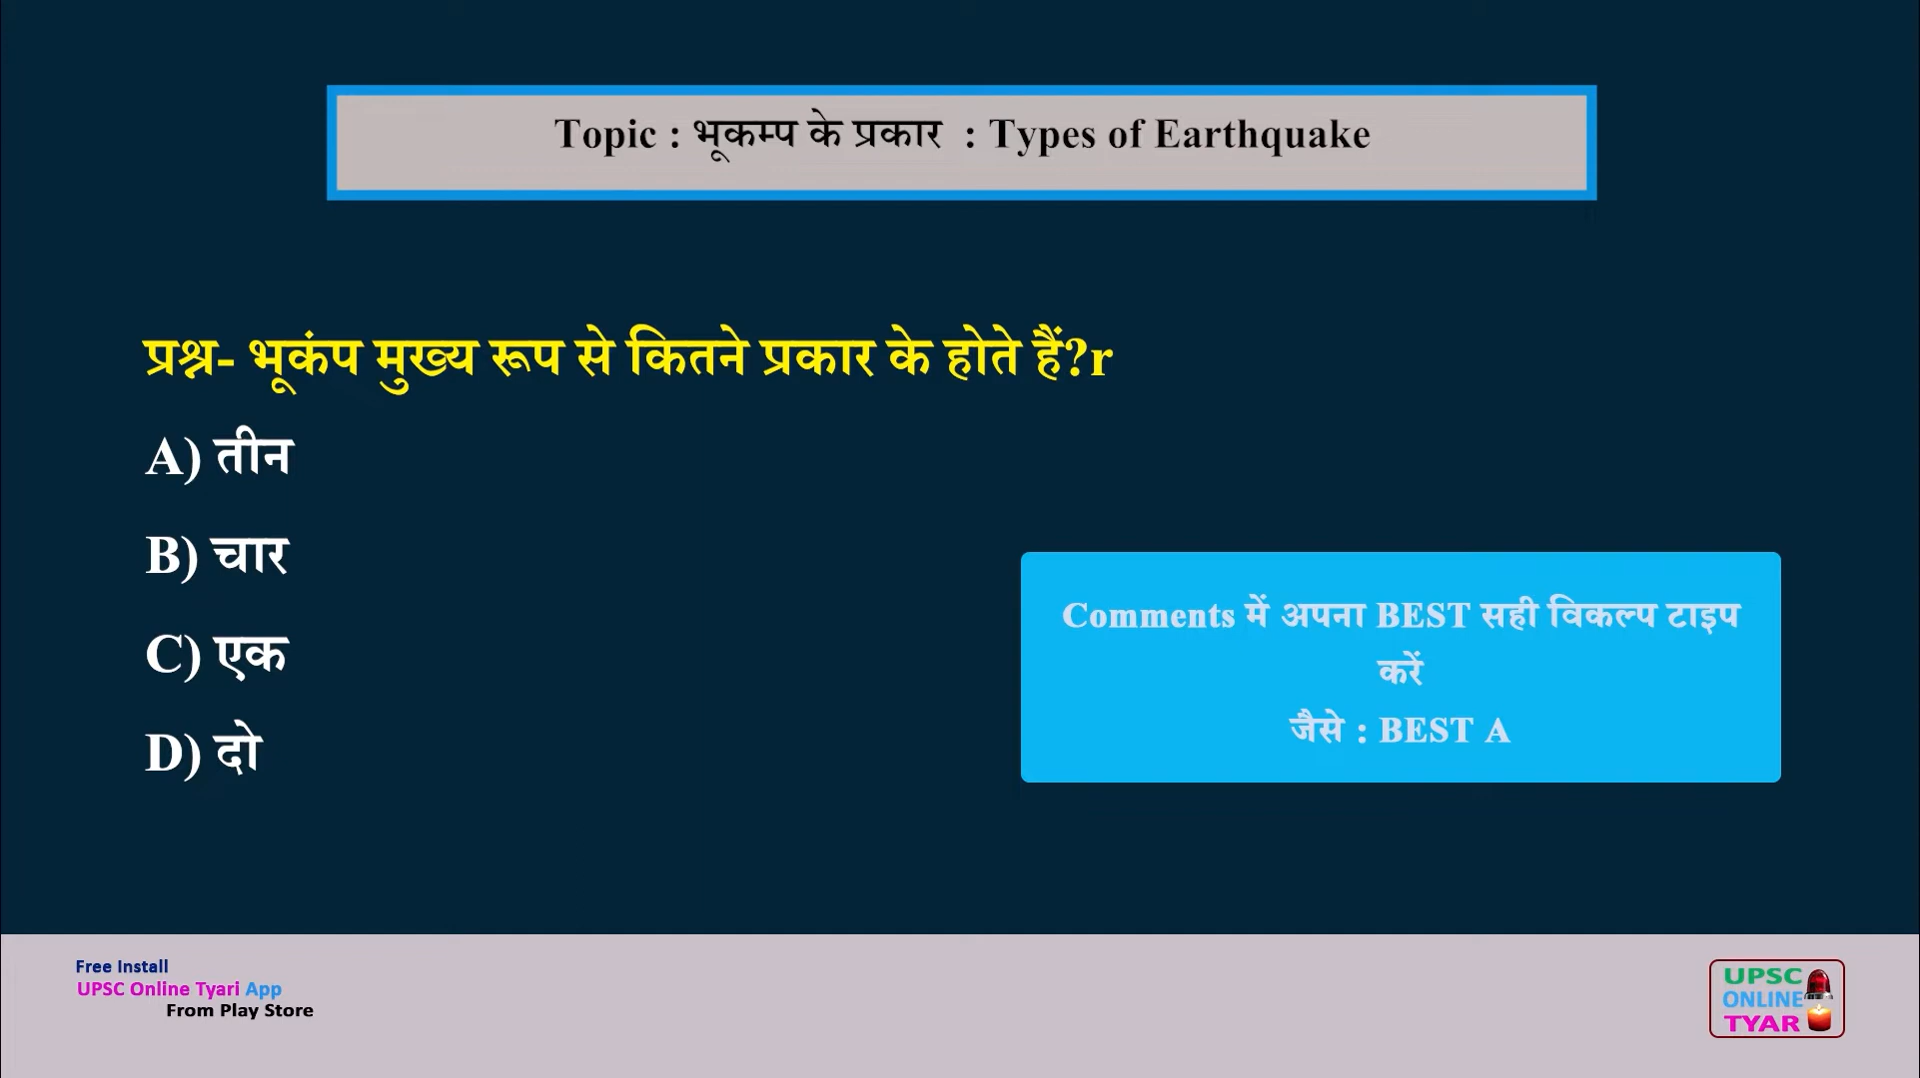 Topic : भूकम्प के प्रकार : Types of Earthquake
प्रश्न- भूकंप मुख्य रूप से कितने प्रकार के होते हैं?r
A) तीन
B) चार
C) एक
D) दो
Comments में अपना BEST सही विकल्प टाइप
करें
जैसे : BEST A
Free Install
UPSC Online Tyari App
From Play Store
UPSC
ONLINE
TYAR